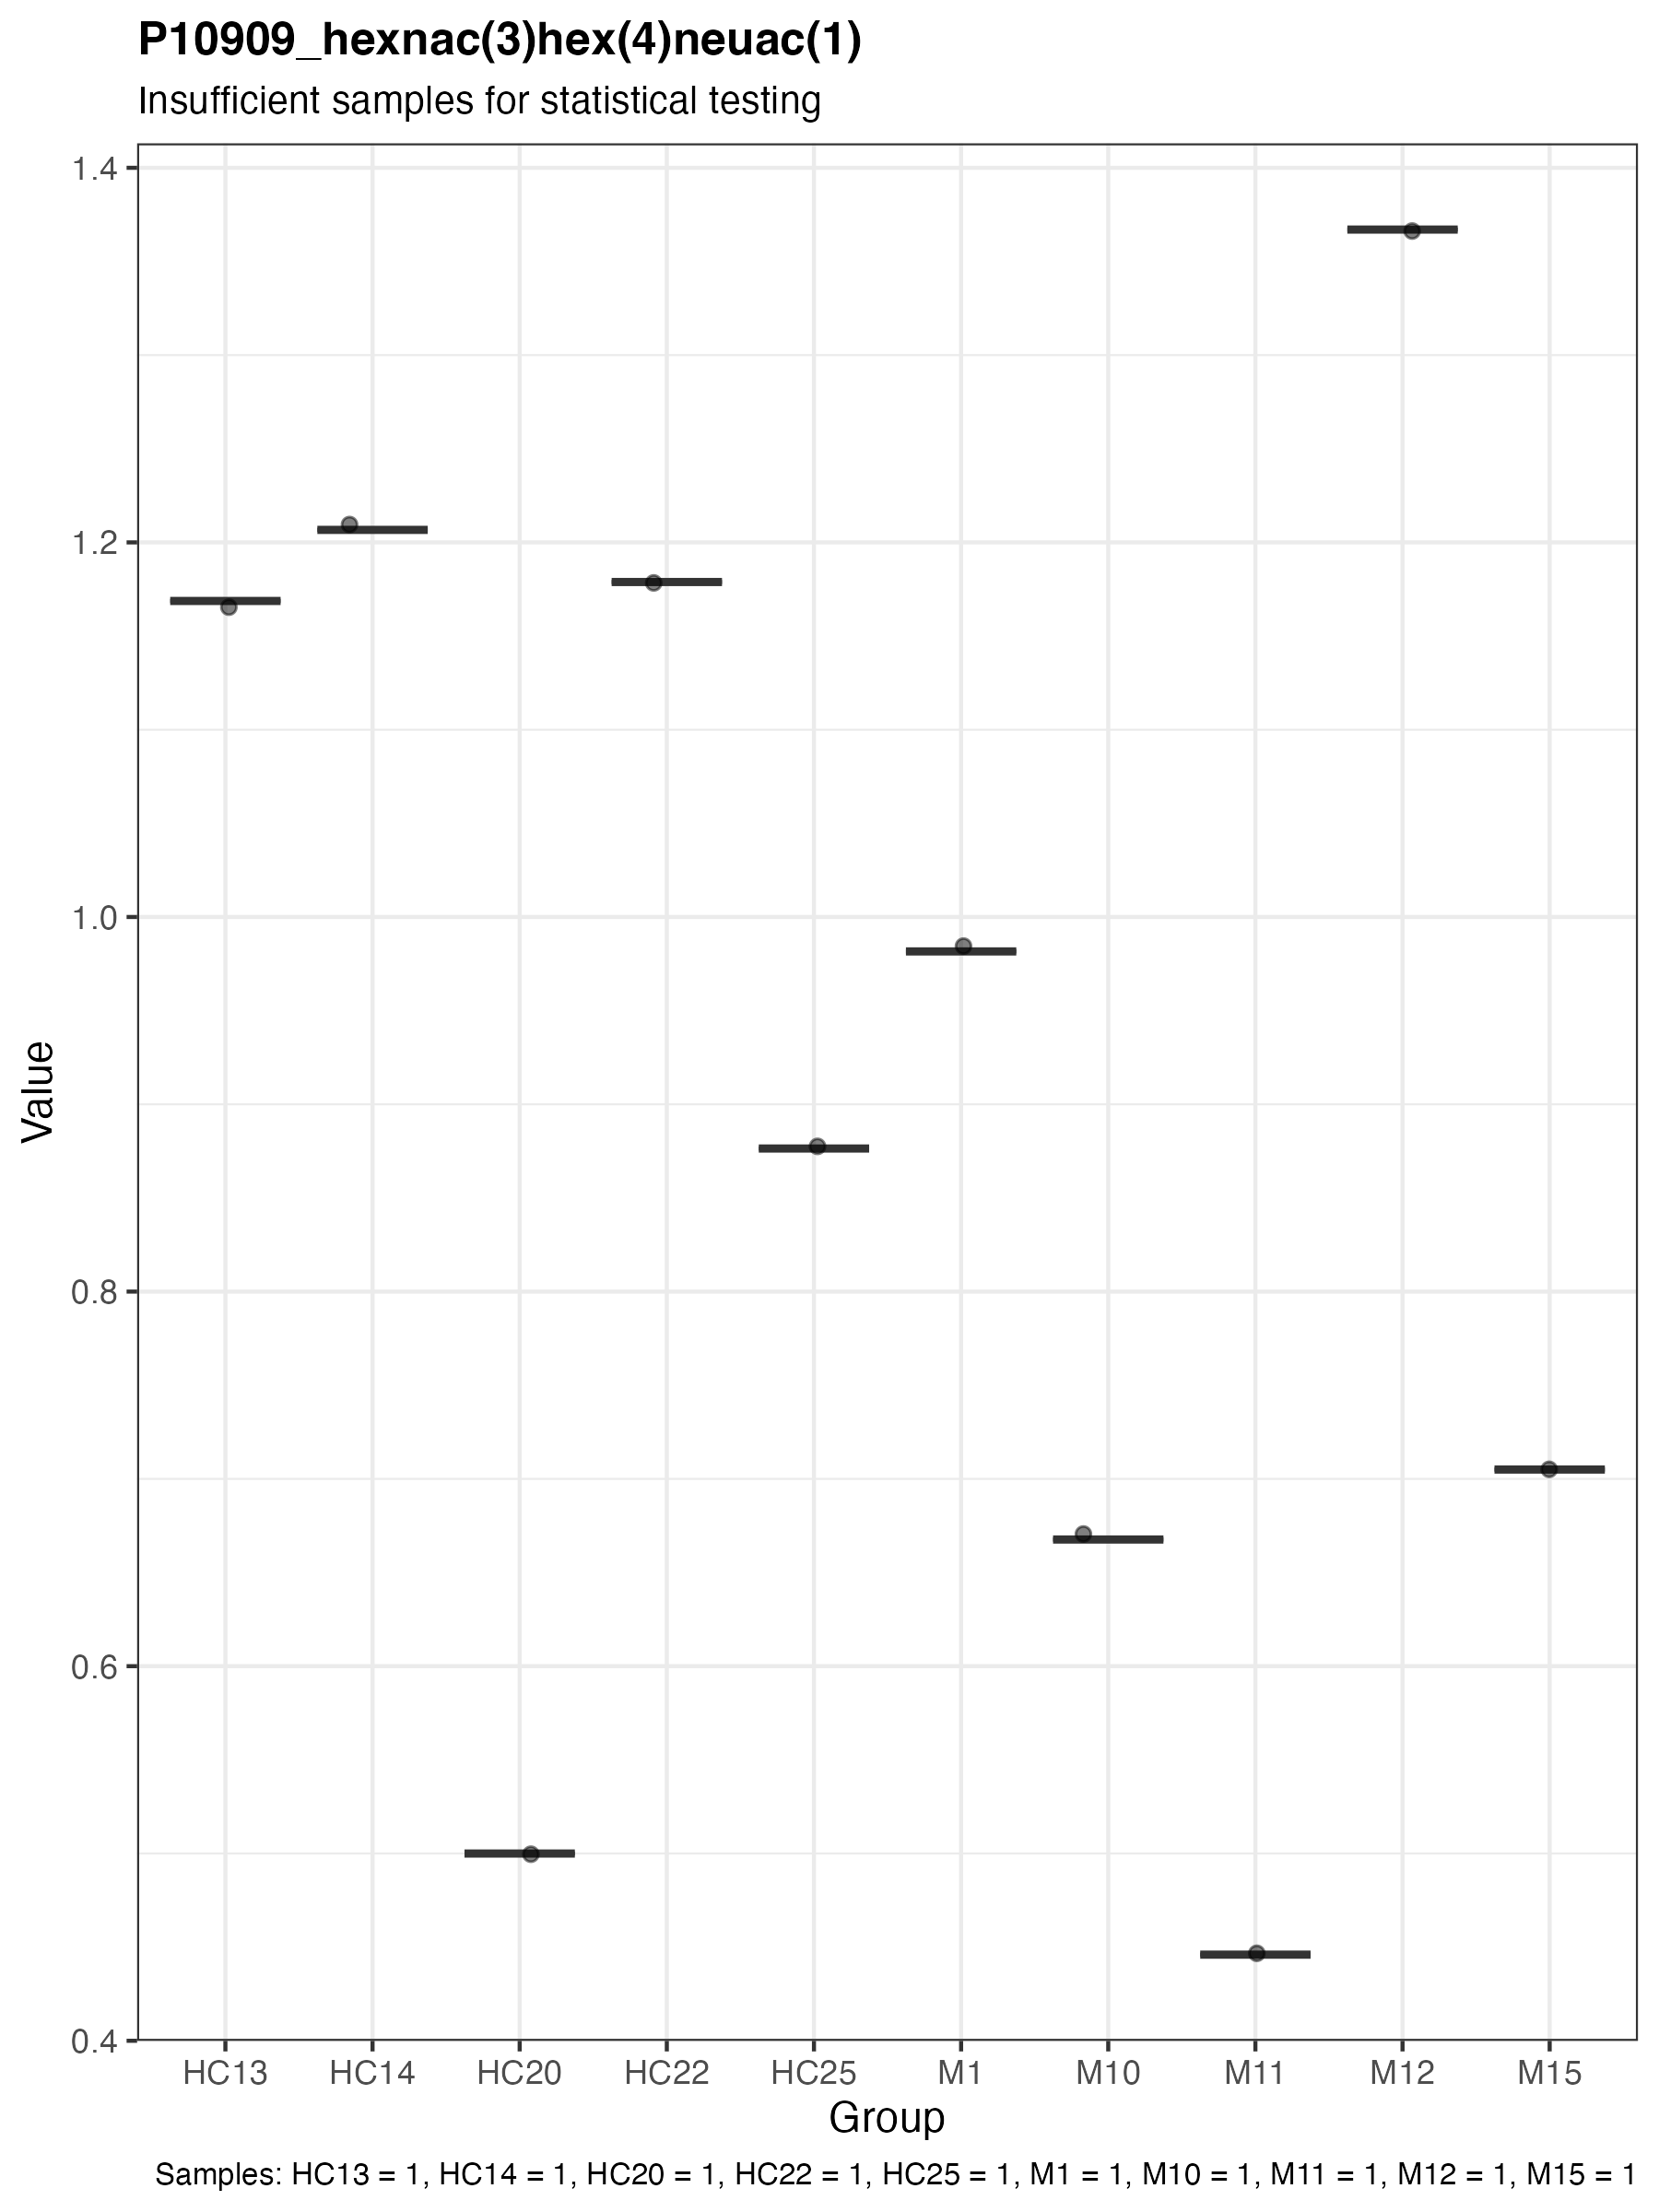 P10909_hexnac(3)hex(4)neuac(1)
Insufficient samples for statistical testing
1.4
1.2
1.0
0.8
0.6
0.4
Value
HC13 HC14 HC20 HC22 HC25 M1 M10 M11 M12 M15
Group
Samples: HC13 = 1, HC14 = 1, HC20 = 1, HC22 = 1, HC25 = 1, M1 = 1, M10 = 1, M11 = 1, M12 = 1, M15 = 1